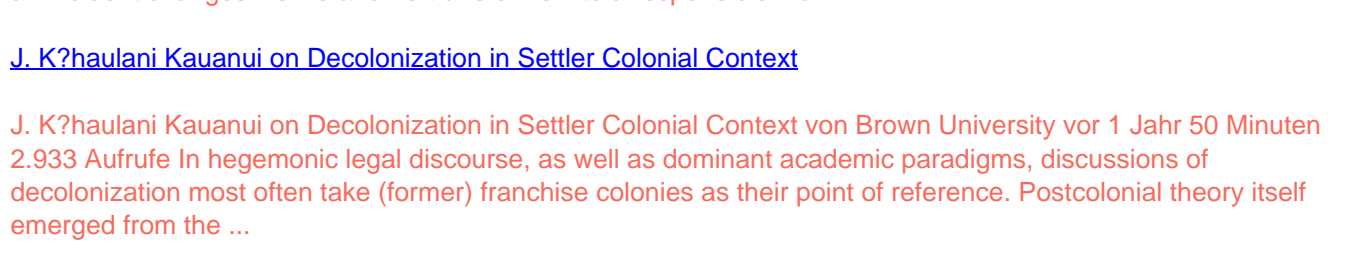 J. K?haulani Kauanui on Decolonization in Settler Colonial Context
J. K?haulani Kauanui on Decolonization in Settler Colonial Context von Brown University vor 1 Jahr 50 Minuten
2.933 Aufrufe In hegemonic legal discourse, as well as dominant academic paradigms, discussions of
decolonization most often take (former) franchise colonies as their point of reference. Postcolonial theory itself
emerged from the ...